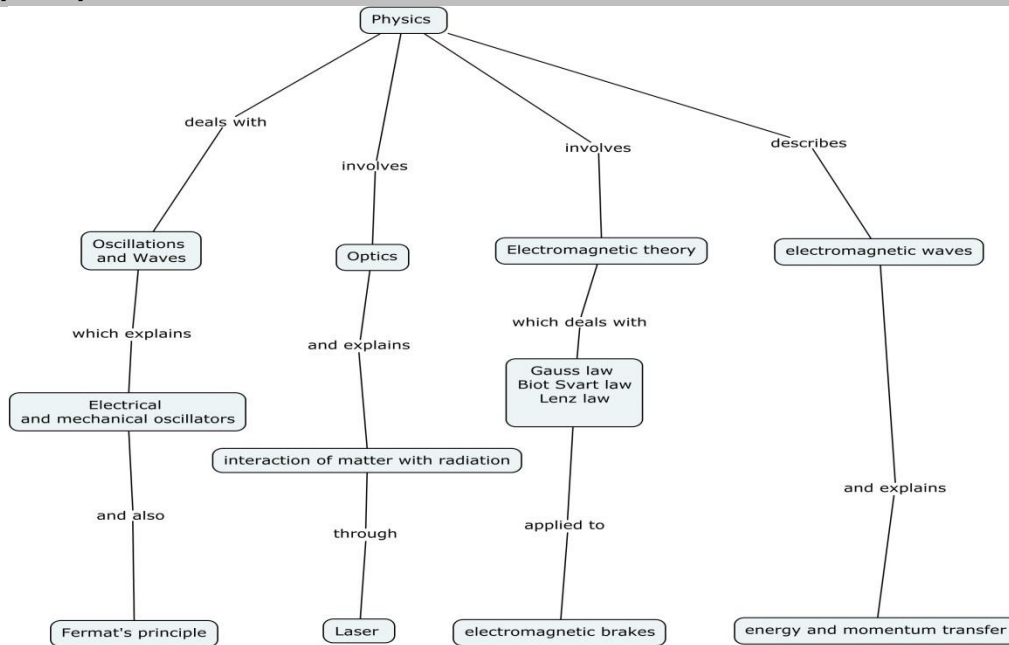 Physics
deals with
involves
involves
describes
Oscillations
and Waves
Optics
Electromagnetic theory
electromagnetic waves
which explains
and explains
which deals with
Gauss law
Biot Svart law
Lenz law
Electrical
and mechanical oscillators
interaction of matter with radiation
and explains
and also
through
applied to
Fermat's principle
Laser
electromagnetic brakes
energy and momentum transfer